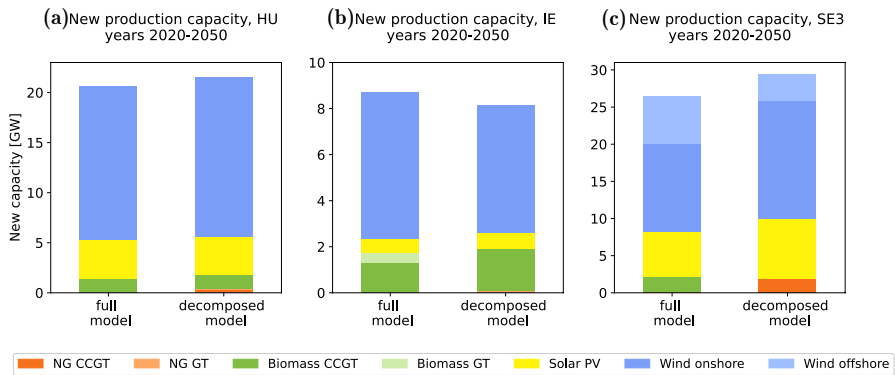 (a) New production capacity, HU
years 2020-2050
(b) New production capacity, IE
years 2020-2050
(c) New production capacity, SE3
years 2020-2050
New capacity [GW]
20
15
10
5
0
full
model
decomposed
model
10
8
6
4
2
0
full
model
decomposed
model
30
25
20
15
10
5
0
full
model
decomposed
model
NG CCGT
NG GT
Biomass CCGT
Biomass GT
Solar PV
Wind onshore
Wind offshore